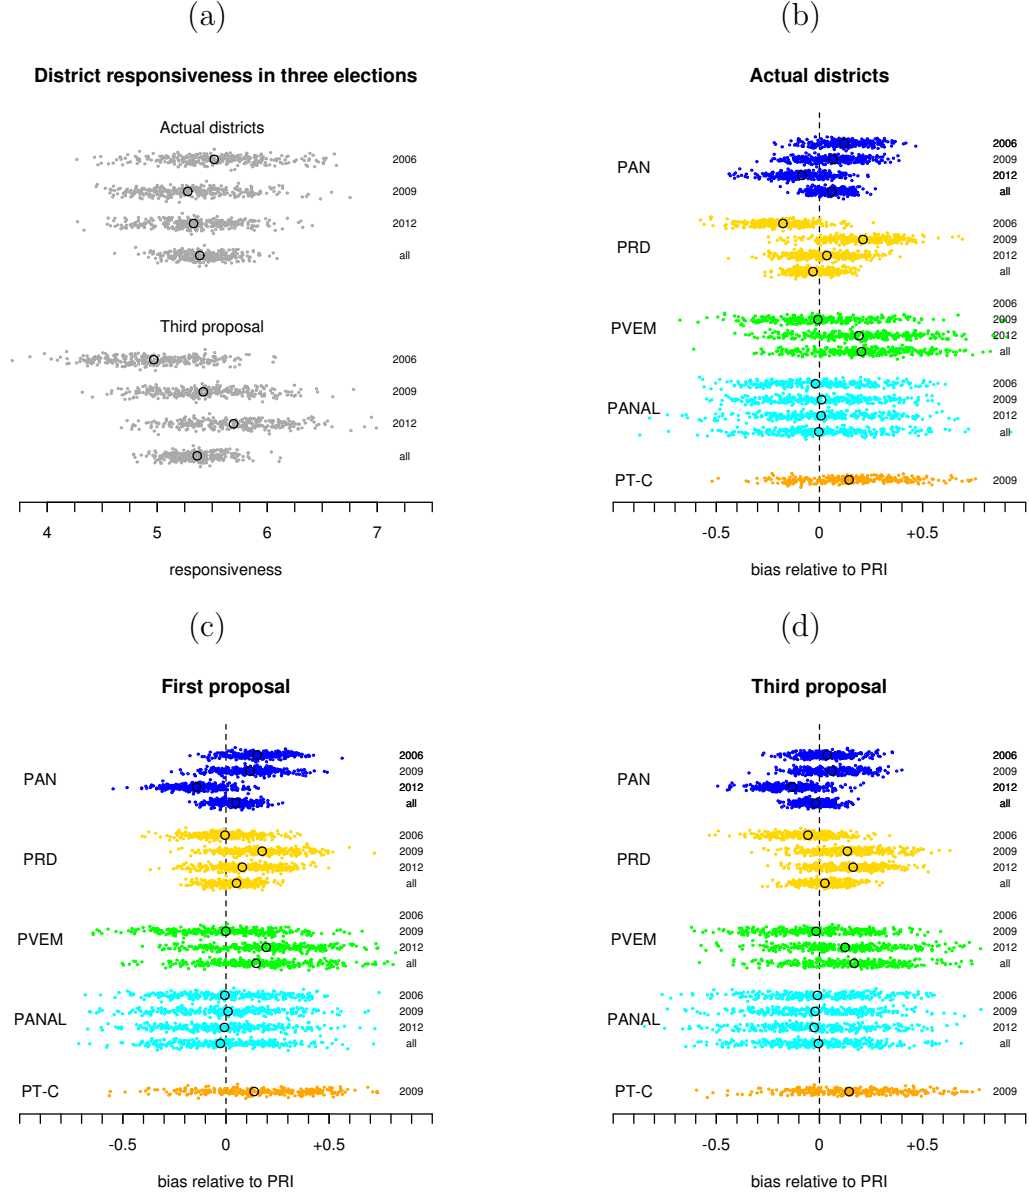 (a)
District responsiveness in three elections
Actual districts
2006
2009
2012
all
Third proposal
2006
2009
2012
all
4 5 6 7
responsiveness
(b)
Actual districts
PAN
2006
2009
2012
all
PRD
2006
2009
2012
all
PVEM
2006
2009
2012
all
PANAL
2006
2009
2012
all
PT-C
2009
-0.5 0 +0.5
bias relative to PRI
(c)
First proposal
PAN
2006
2009
2012
all
PRD
2006
2009
2012
all
PVEM
2006
2009
2012
all
PANAL
2006
2009
2012
all
PT-C
2009
-0.5 0 +0.5
bias relative to PRI
(d)
Third proposal
PAN
2006
2009
2012
all
PRD
2006
2009
2012
all
PVEM
2006
2009
2012
all
PANAL
2006
2009
2012
all
PT-C
2009
-0.5 0 +0.5
bias relative to PRI